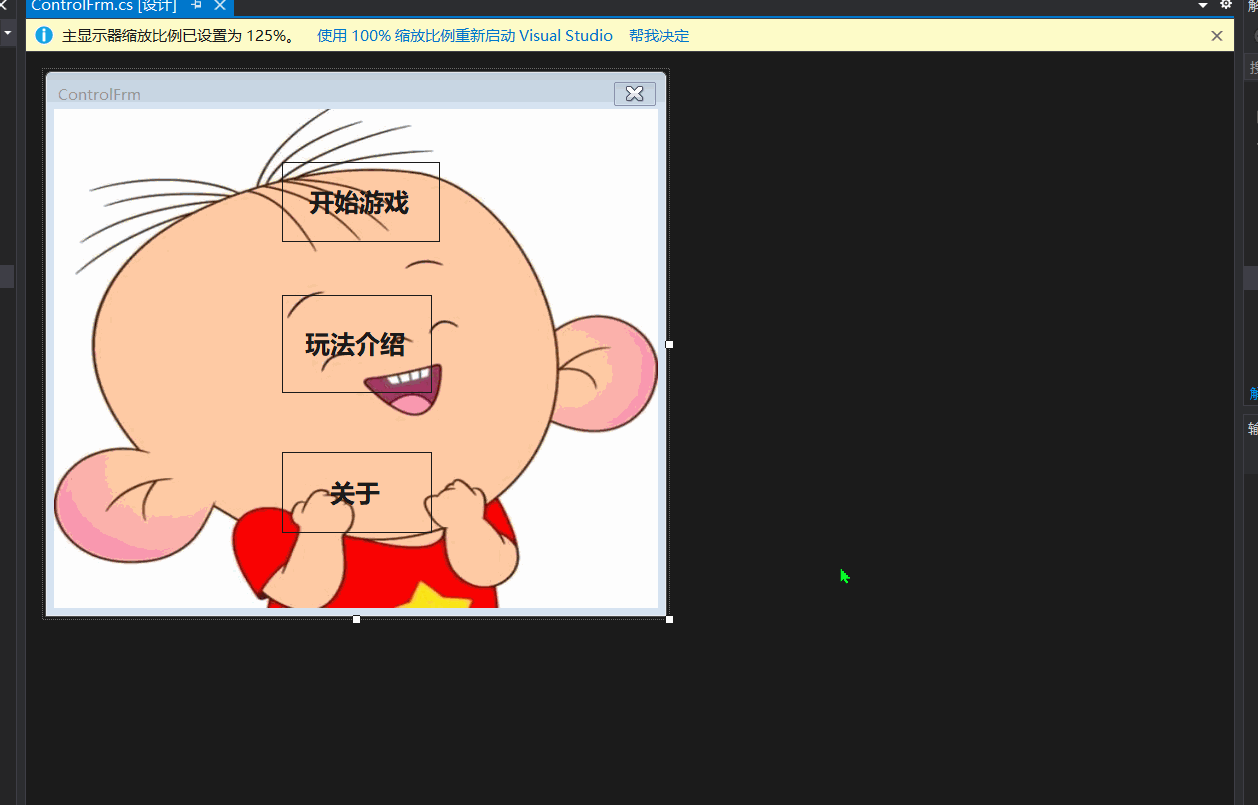 ControlFrm.cs [设计]
主显示器缩放比例已设置为 125%。 使用 100% 缩放比例重新启动 Visual Studio 帮我决定
ControlFrm
开始游戏
玩法介绍
关于